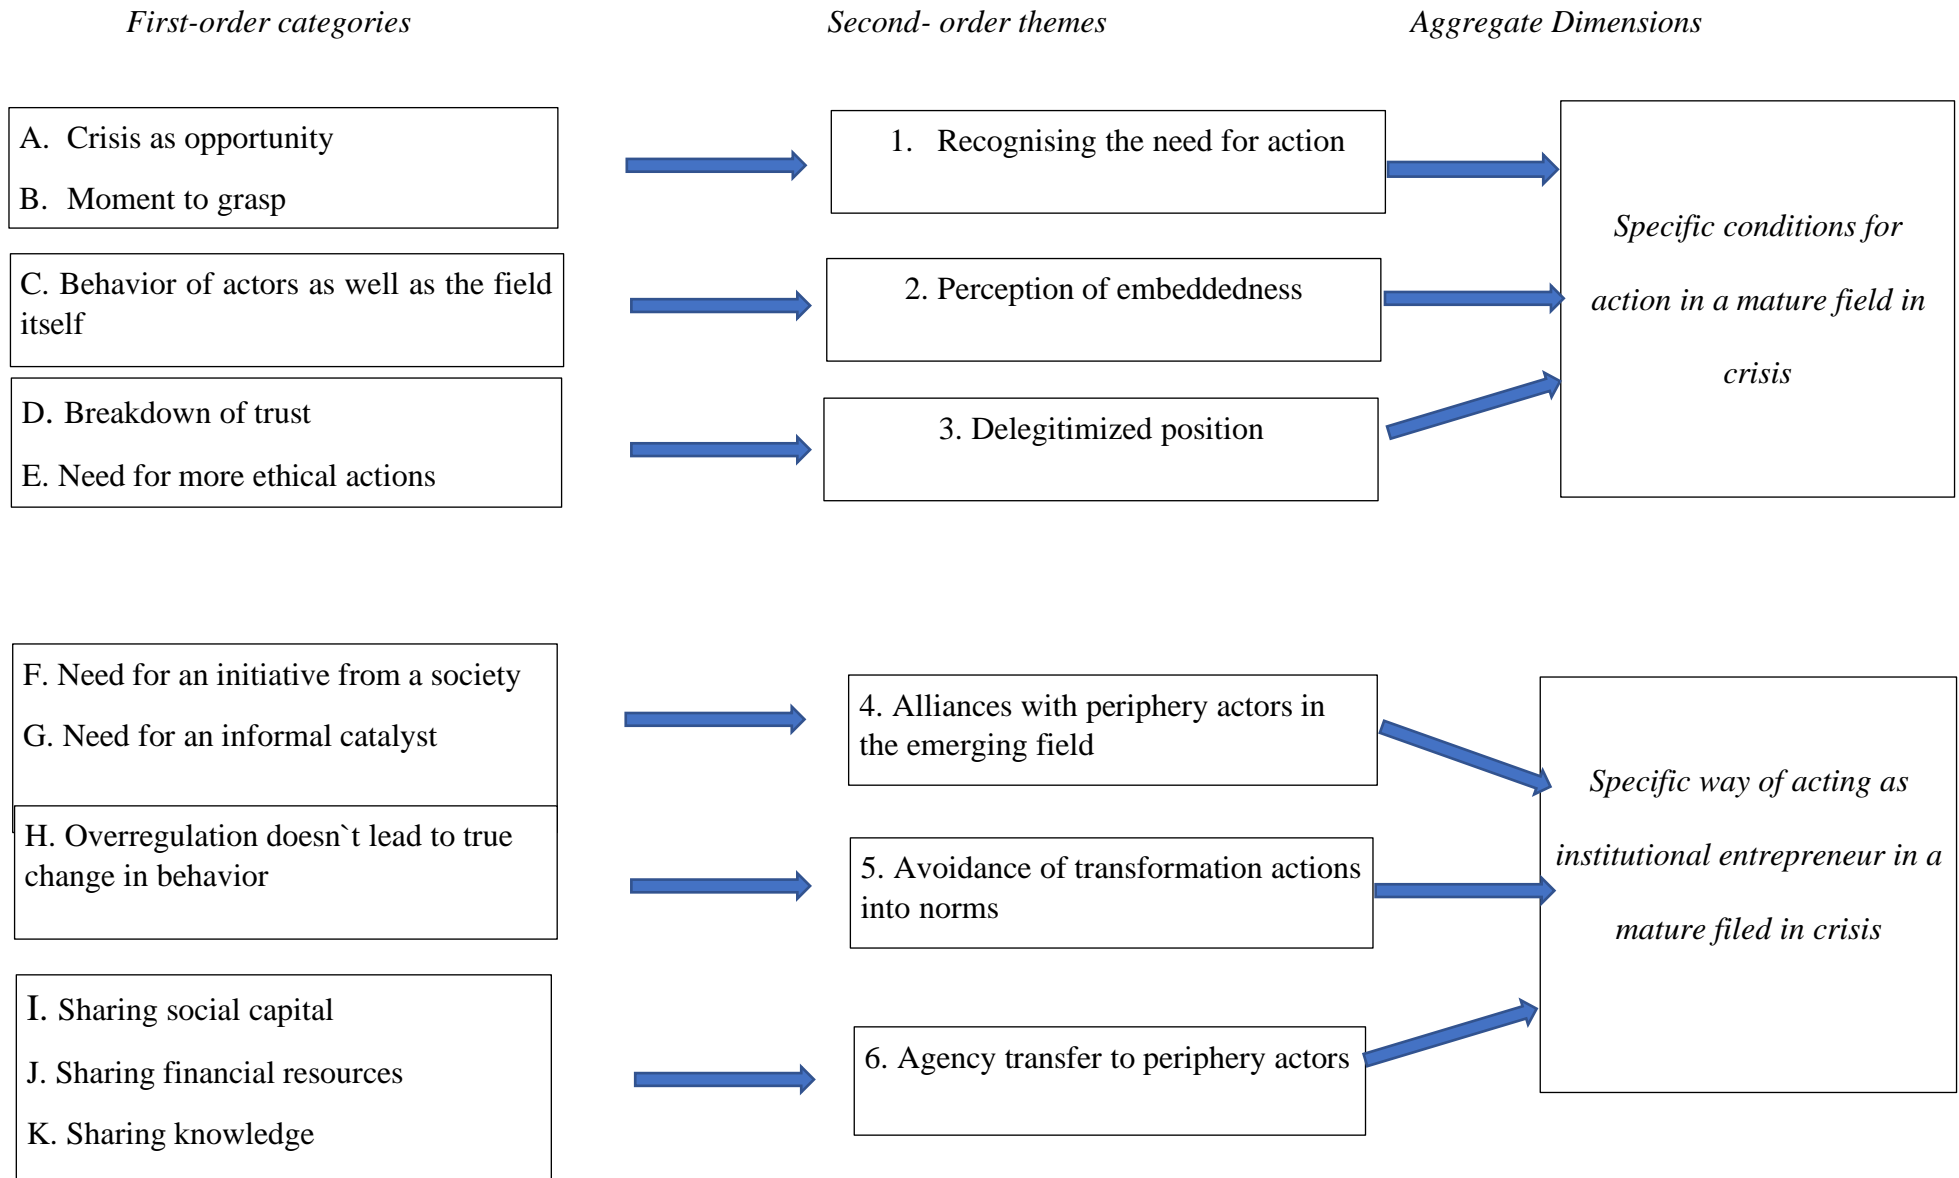 First-order categories
Second- order themes
Aggregate Dimensions
A. Crisis as opportunity
B. Moment to grasp
1. Recognising the need for action
C. Behavior of actors as well as the field
itself
2. Perception of embeddedness
D. Breakdown of trust
E. Need for more ethical actions
3. Delegitimized position
Specific conditions for
action in a mature field in
crisis
F. Need for an initiative from a society
G. Need for an informal catalyst
4. Alliances with periphery actors in
the emerging field
H. Overregulation doesn`t lead to true
change in behavior
5. Avoidance of transformation actions
into norms
I. Sharing social capital
J. Sharing financial resources
K. Sharing knowledge
6. Agency transfer to periphery actors
Specific way of acting as
institutional entrepreneur in a
mature filed in crisis